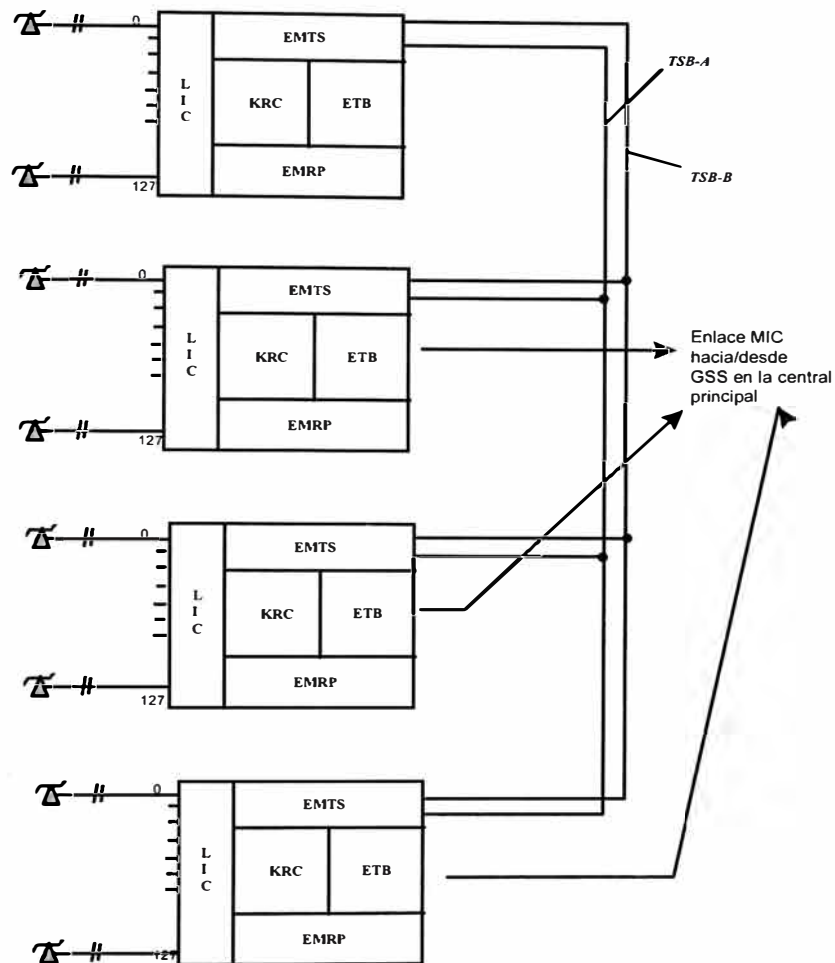 0
EMTS
L
I
C
KRC
ETB
EMRP
127
TSB-A
TSB-B
0
EMTS
L
I
C
KRC
ETB
EMRP
127
Enlace MIC
hacia/desde
GSS en la central
principal
0
EMTS
L
I
C
KRC
ETB
EMRP
127
0
EMTS
L
I
C
KRC
ETB
EMRP
127